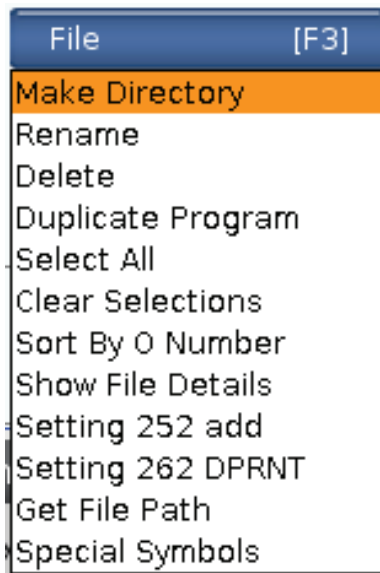 File [F3]
Make Directory
Rename
Delete
Duplicate Program
Select All
Clear Selections
Sort By O Number
Show File Details
Setting 252 add
Setting 262 DPRNT
Get File Path
Special Symbols